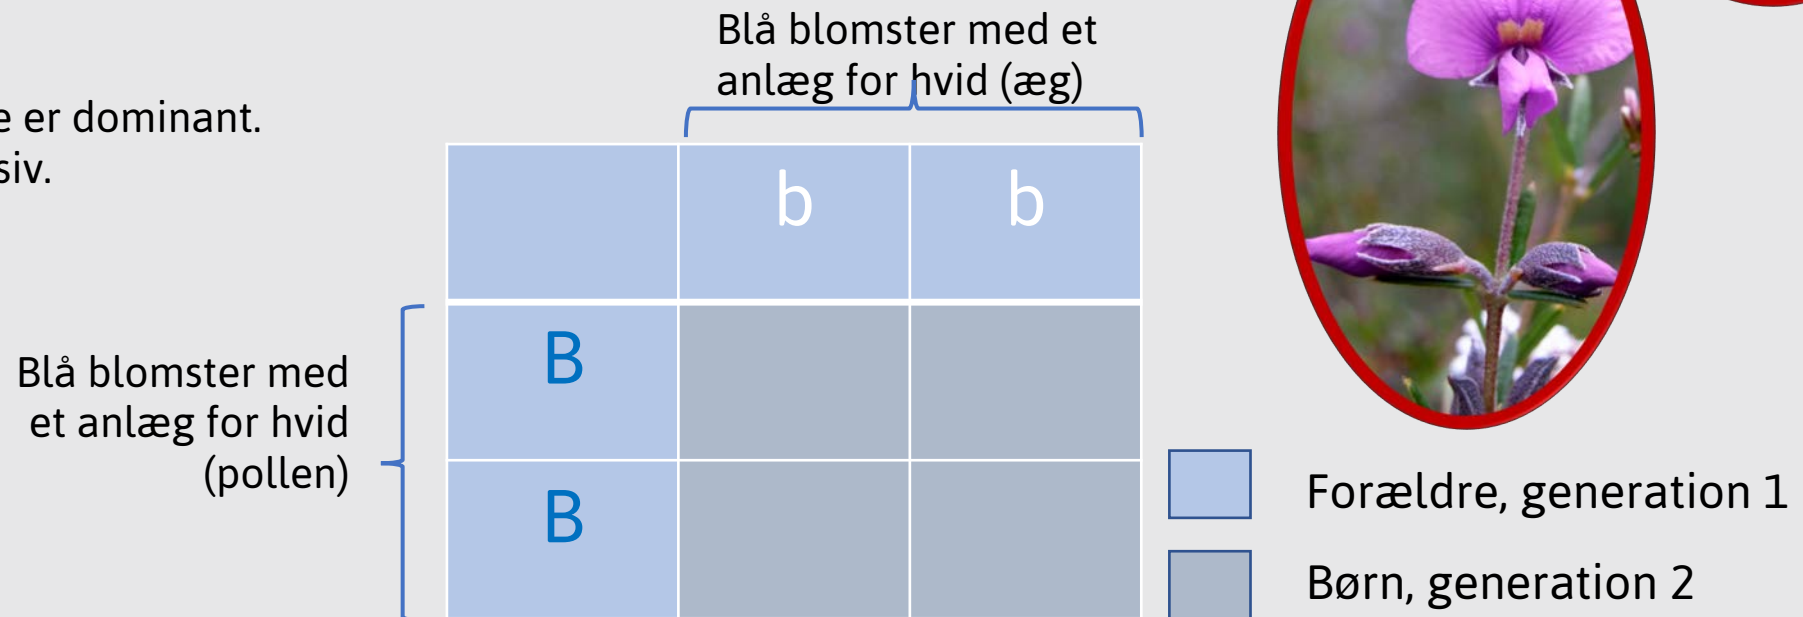 Blå blomster med et
anlæg for hvid (æg)
e er dominant.
siv.
b b
B
B
Blå blomster med
et anlæg for hvid
(pollen)
Forældre, generation 1
Børn, generation 2